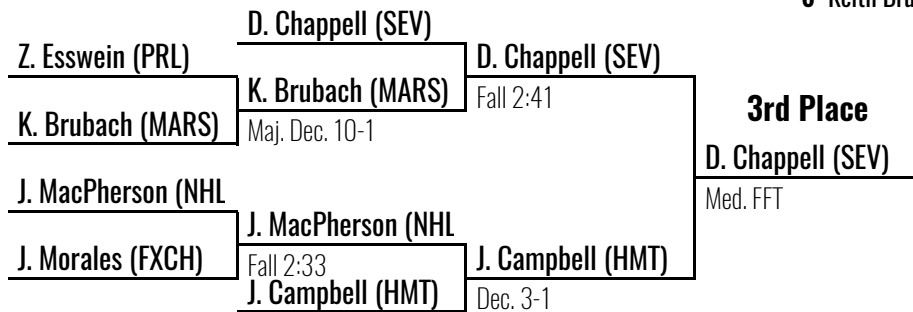 D. Chappell (SEV)
Z. Esswein (PRL)
D. Chappell (SEV)
K. Brubach (MARS)
Fall 2:41
3rd Place
K. Brubach (MARS)
Maj. Dec. 10-1
D. Chappell (SEV)
J. MacPherson (NHL
Med. FFT
J. MacPherson (NHL
J. Morales (FXCH)
Fall 2:33
J. Campbell (HMT)
J. Campbell (HMT)
Dec. 3-1